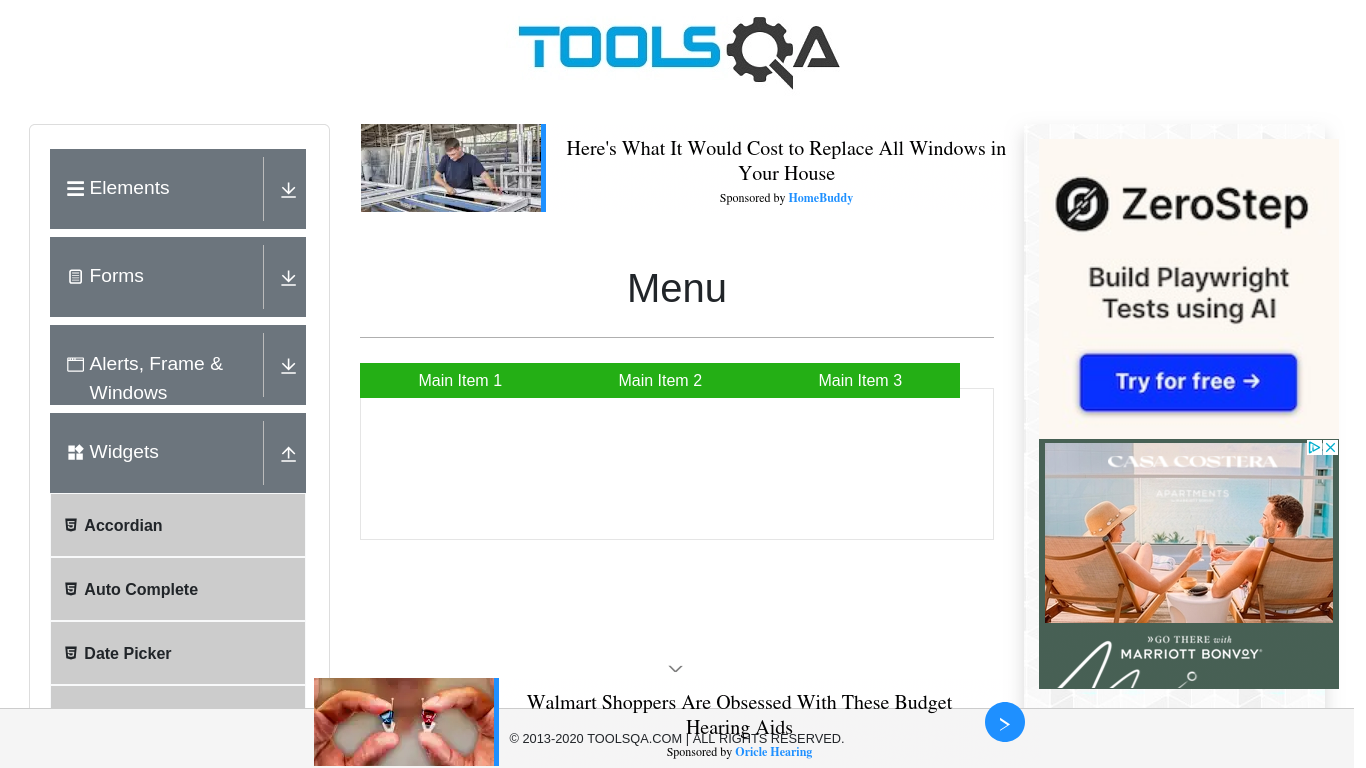 TOOLSQA
Elements
Forms
Alerts, Frame &
Windows
Widgets
Accordian
Auto Complete
Date Picker
Here's What It Would Cost to Replace All Windows in
Your House
Sponsored by HomeBuddy
Menu
Main Item 1 Main Item 2 Main Item 3
ZeroStep
Build Playwright
Tests using AI
Try for free →
CASA COSTERA
APARTMENTS
»GO THERE with
MARRIOTT BONVOY
Walmart Shoppers Are Obsessed With These Budget
Hearing Aids
© 2013-2020 TOOLSQA.COM | ALL RIGHTS RESERVED.
Sponsored by Oricle Hearing